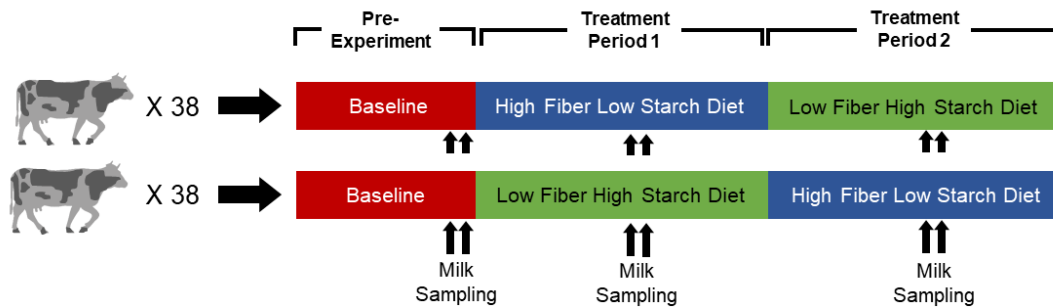 Pre-
Experiment
Treatment
Period 1
Treatment
Period 2
X 38
Baseline
High Fiber Low Starch Diet
Low Fiber High Starch Diet
X 38
Baseline
Low Fiber High Starch Diet
High Fiber Low Starch Diet
Milk
Sampling
Milk
Sampling
Milk
Sampling